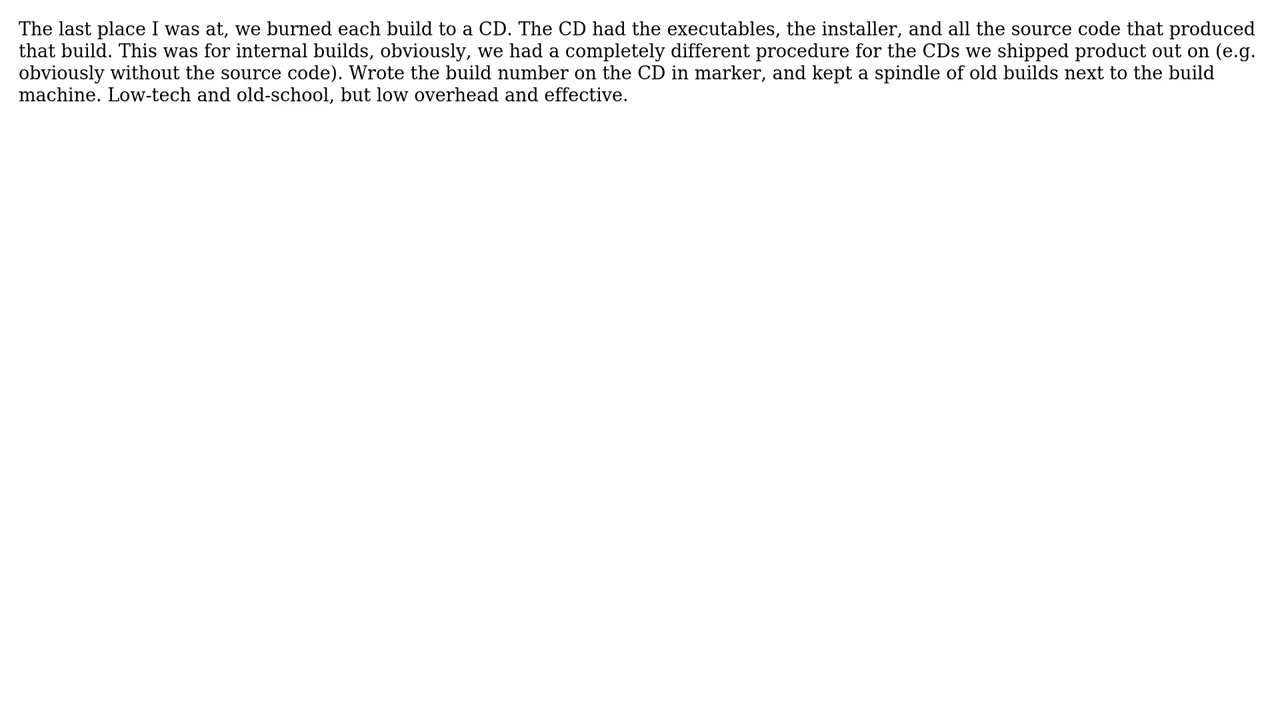 The last place I was at, we burned each build to a CD. The CD had the executables, the installer, and all the source code that produced
that build. This was for internal builds, obviously, we had a completely different procedure for the CDs we shipped product out on (e.g.
obviously without the source code). Wrote the build number on the CD in marker, and kept a spindle of old builds next to the build
machine. Low-tech and old-school, but low overhead and effective.